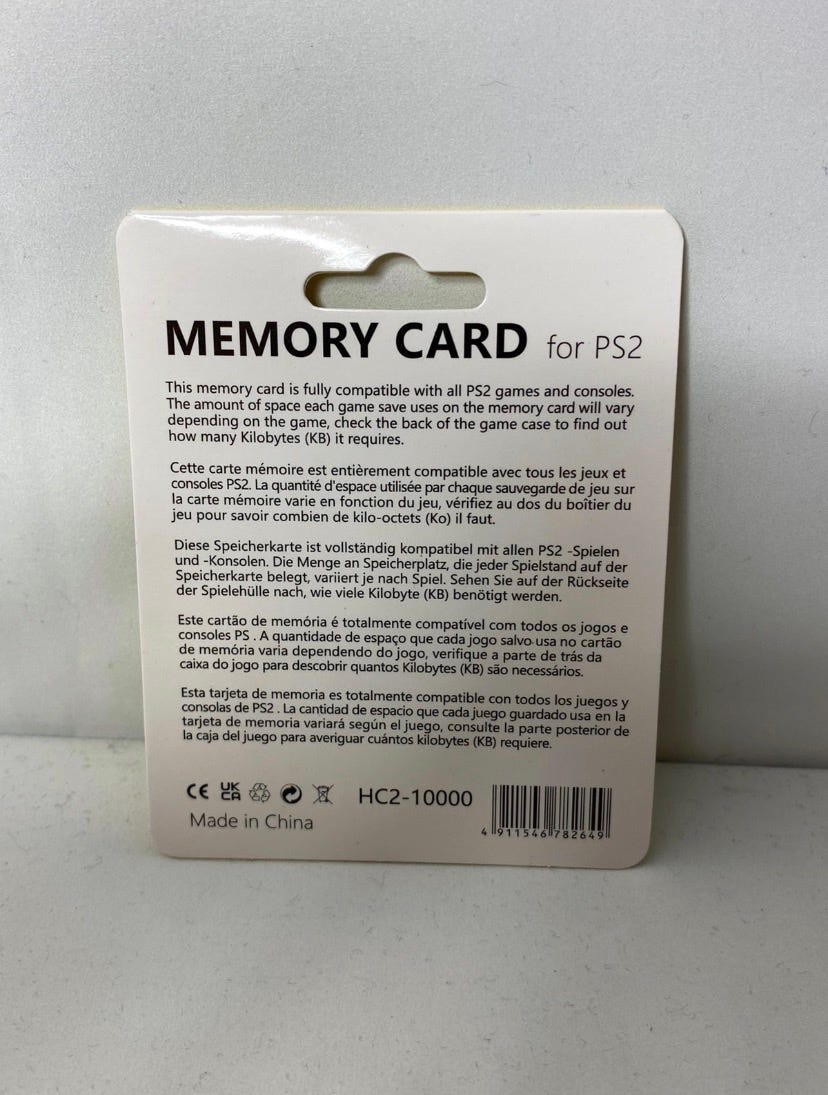 MEMORY CARD for PS2
This memory card is fully compatible with all PS2 games and consoles.
The amount of space each game save uses on the memory card will vary
depending on the game, check the back of the game case to find out
how many Kilobytes (KB) it requires.
Cette carte mémoire est entièrement compatible avec tous les jeux et
consoles PS2. La quantité d'espace utilisée par chaque sauvegarde de jeu sur
la carte mémoire varie en fonction du jeu, vérifiez au dos du boîtier du
jeu pour savoir combien de kilo-octets (Ko) il faut.
Diese Speicherkarte ist vollständig kompatibel mit allen PS2 -Spielen
und -Konsolen. Die Menge an Speicherplatz, die jeder Spielstand auf der
Speicherkarte belegt, variiert je nach Spiel. Sehen Sie auf der Rückseite
der Spielehülle nach, wie viele Kilobyte (KB) benötigt werden.
Este cartão de memória é totalmente compatível com todos os jogos e
consoles PS . A quantidade de espaço que cada jogo salvo usa no cartão
de memória varia dependendo do jogo, verifique a parte de trás da
caixa do jogo para descobrir quantos Kilobytes (KB) são necessários.
Esta tarjeta de memoria es totalmente compatible con todos los juegos y
consolas de PS2 . La cantidad de espacio que cada juego guardado usa en la
tarjeta de memoria variará según el juego, consulte la parte posterior de
la caja del juego para averiguar cuántos kilobytes (KB) requiere.
CE UK CA HC2-10000
Made in China
4 911546 782649